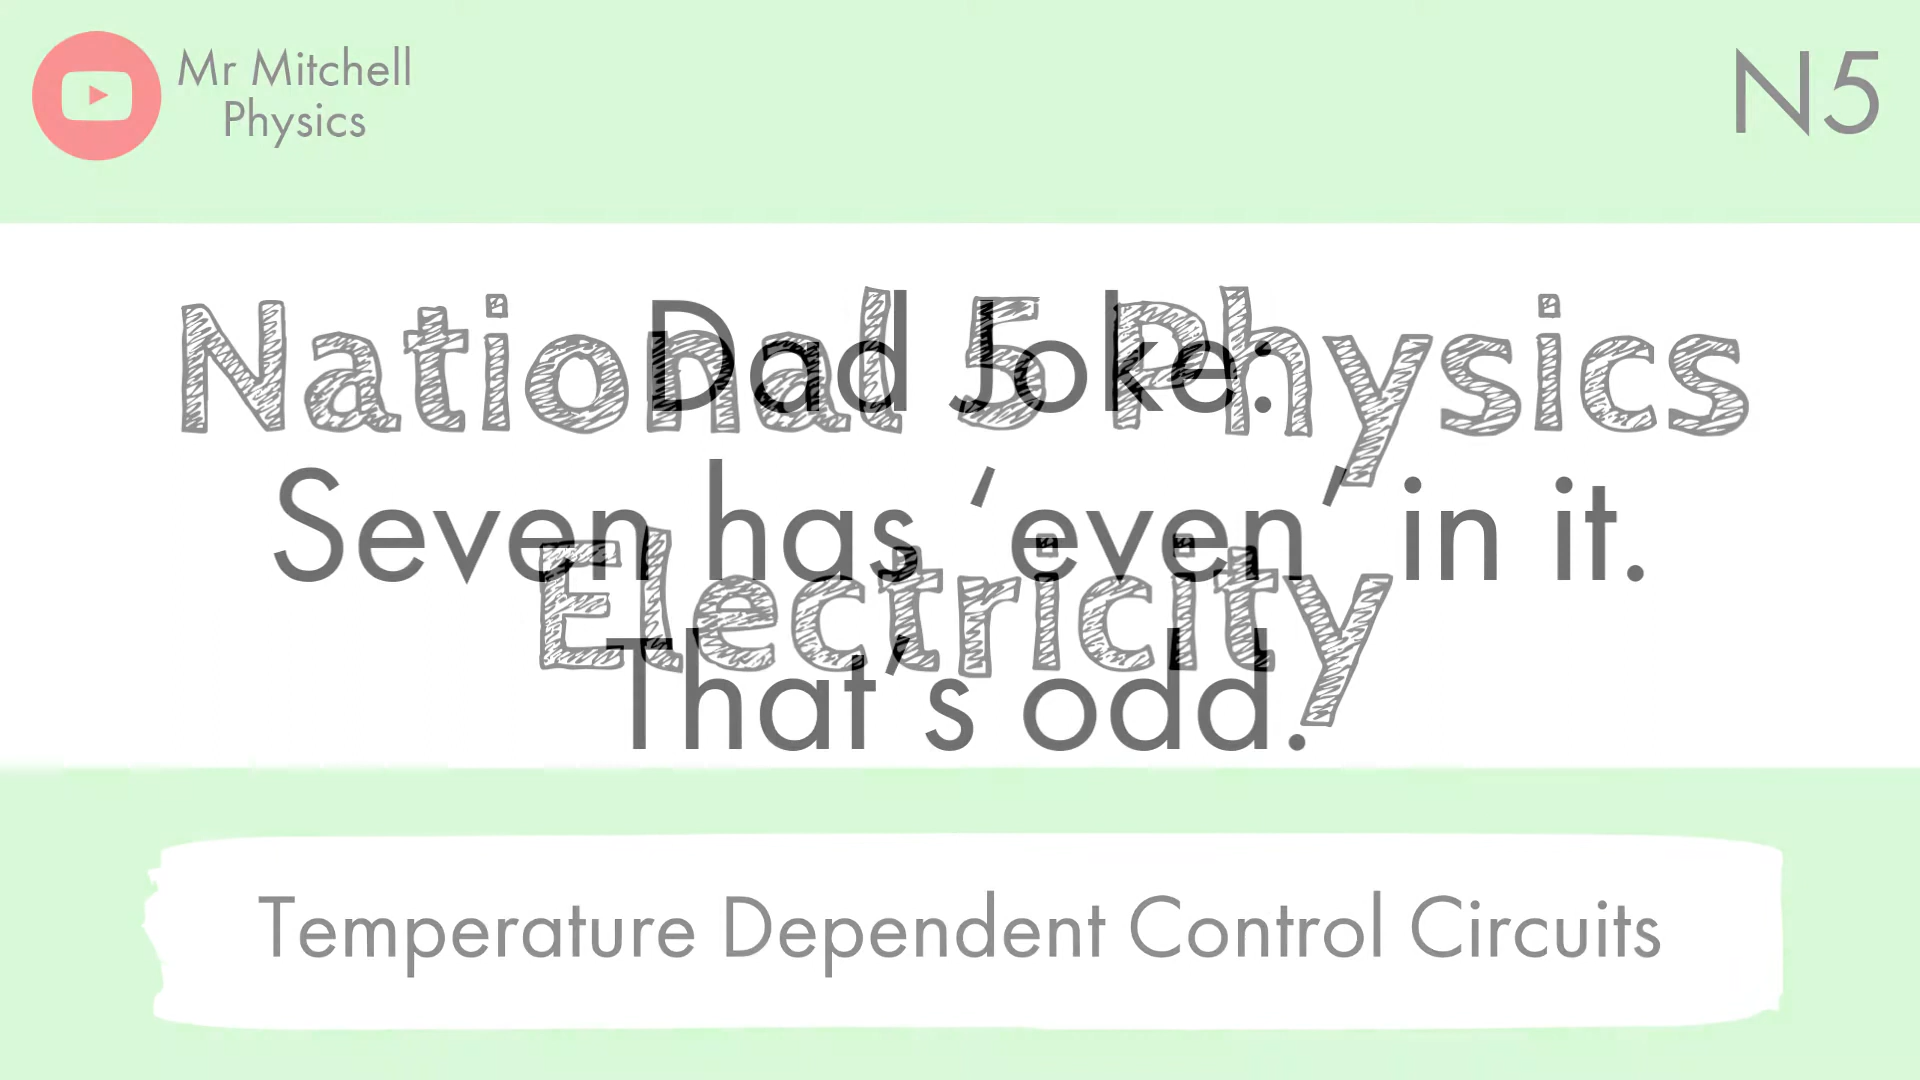 Mr Mitchell
Physics
N5
National 5 Physics
Electricity
Dad Joke:
Seven has ‘even’ in it.
That’s odd.
Temperature Dependent Control Circuits